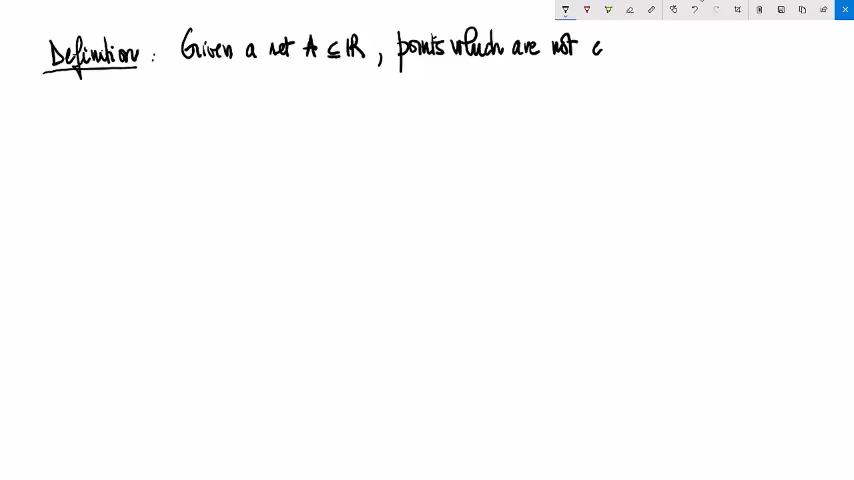 Definition : Given a set A ⊆ ℝ, points which are not c